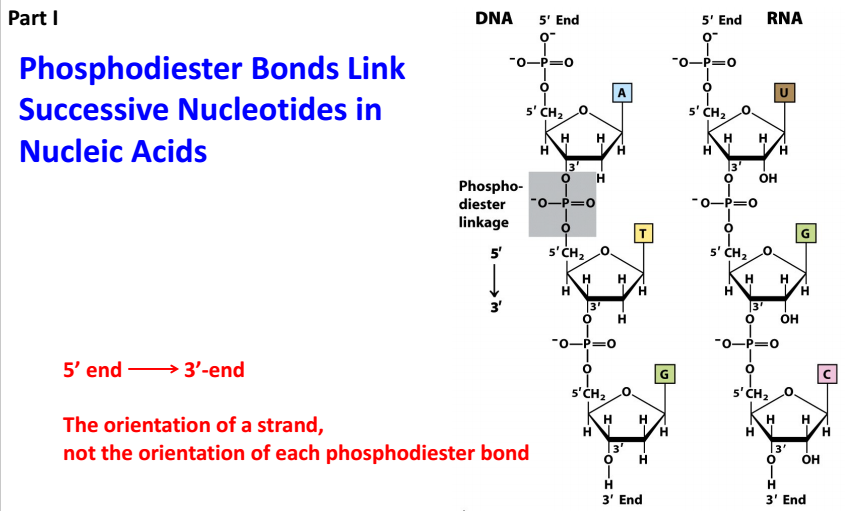 Part I
Phosphodiester Bonds Link
Successive Nucleotides in
Nucleic Acids
5′ end ⟶ 3′-end
The orientation of a strand,
not the orientation of each phosphodiester bond
DNA
5′ End
O⁻
⁻O—P=O
O
A
5′ CH₂
O
H H H H
3′
H
Phospho-
diester
linkage
O
⁻O—P=O
O
5′
3′
T
5′ CH₂
O
H H H H
3′
H
O
⁻O—P=O
O
G
5′ CH₂
O
H H H H
3′
O H
H
3′ End
5′ End
RNA
O⁻
⁻O—P=O
O
U
5′ CH₂
O
H H H H
3′
O OH
⁻O—P=O
O
G
5′ CH₂
O
H H H H
3′
O OH
⁻O—P=O
O
C
5′ CH₂
O
H H H H
3′
O OH
H
3′ End